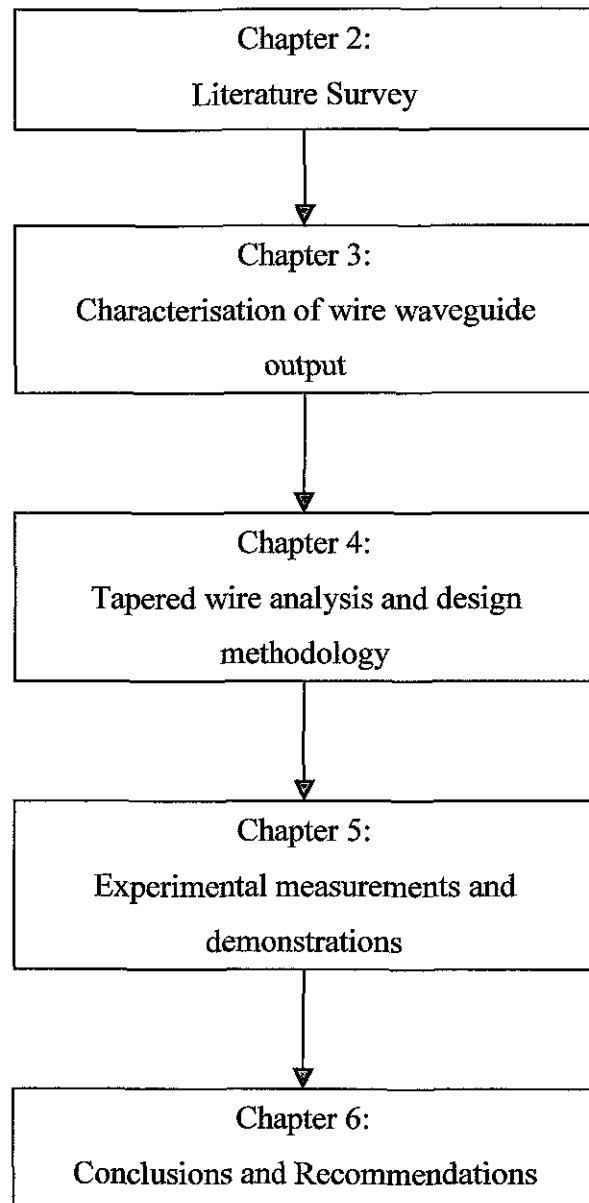 Chapter 2:
Literature Survey
Chapter 3:
Characterisation of wire waveguide
output
Chapter 4:
Tapered wire analysis and design
methodology
Chapter 5:
Experimental measurements and
demonstrations
Chapter 6:
Conclusions and Recommendations